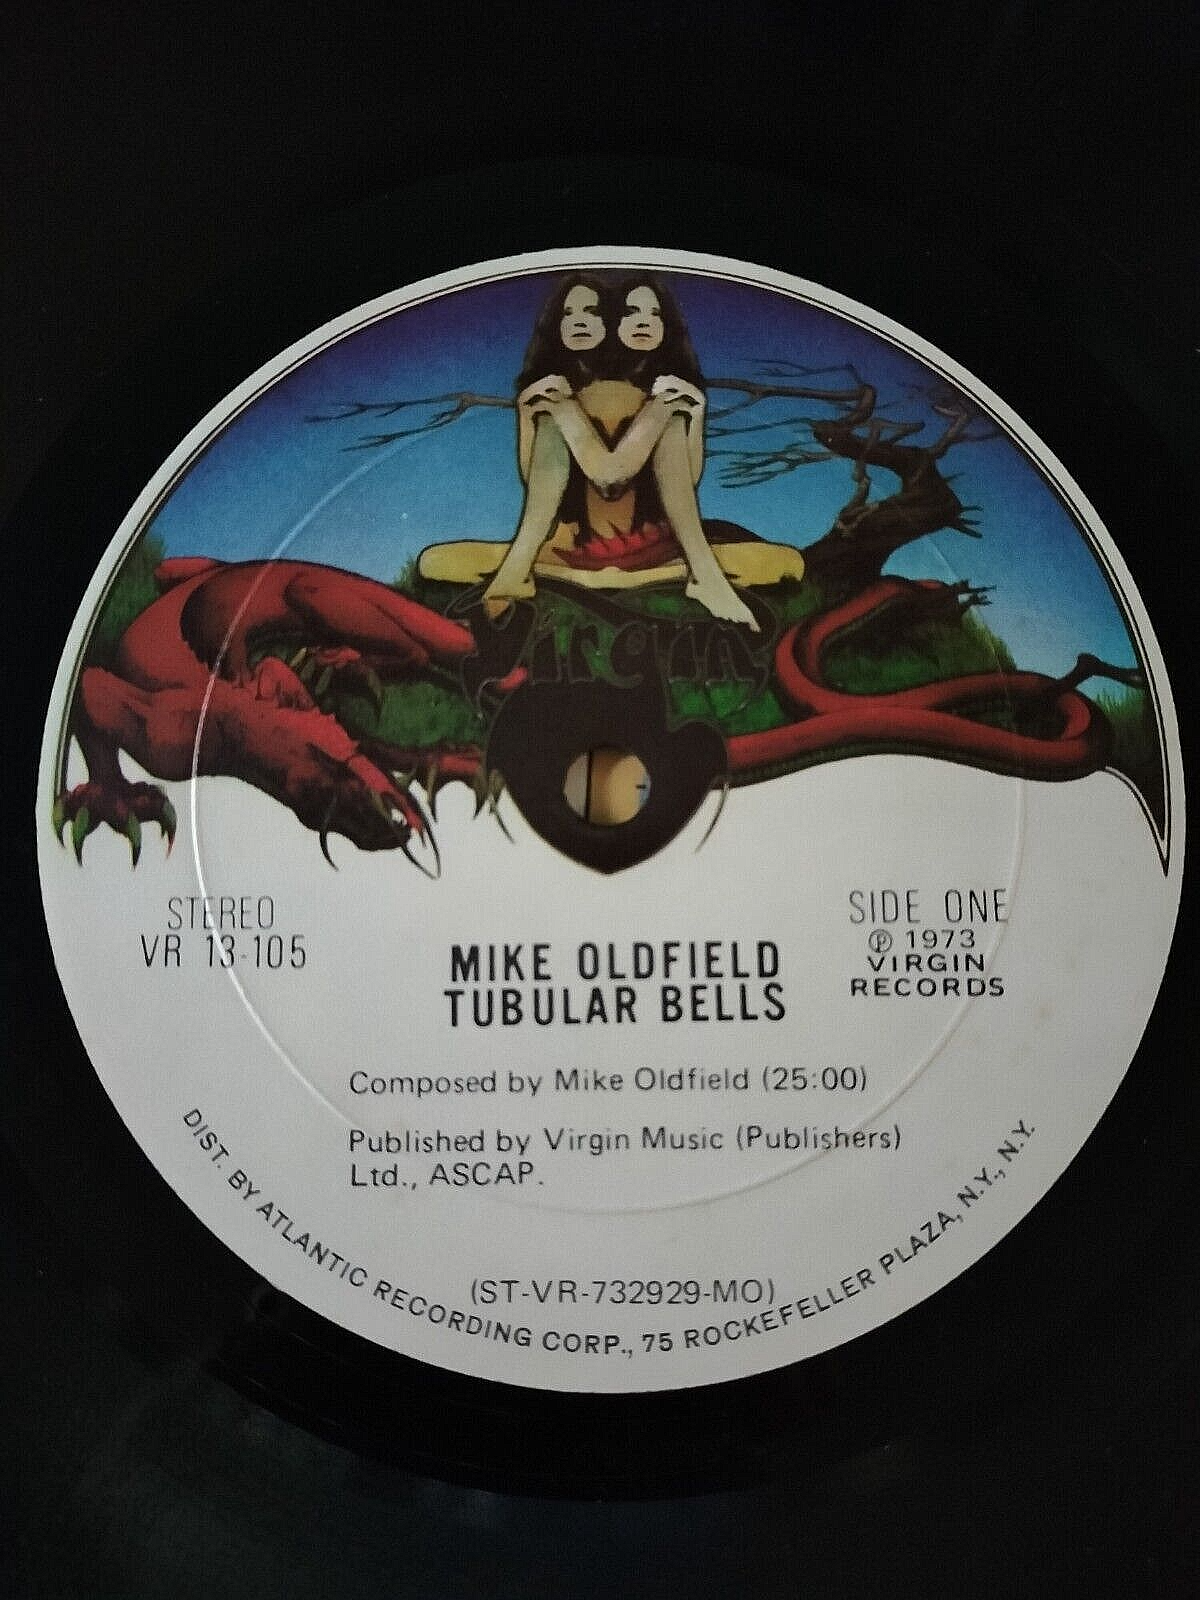 Virgin
STEREO
VR 13-105
SIDE ONE
℗ 1973
VIRGIN
RECORDS
MIKE OLDFIELD
TUBULAR BELLS
Composed by Mike Oldfield (25:00)
Published by Virgin Music (Publishers)
Ltd., ASCAP.
(ST-VR-732929-MO)
DIST. BY ATLANTIC RECORDING CORP., 75 ROCKEFELLER PLAZA, N.Y., N.Y.